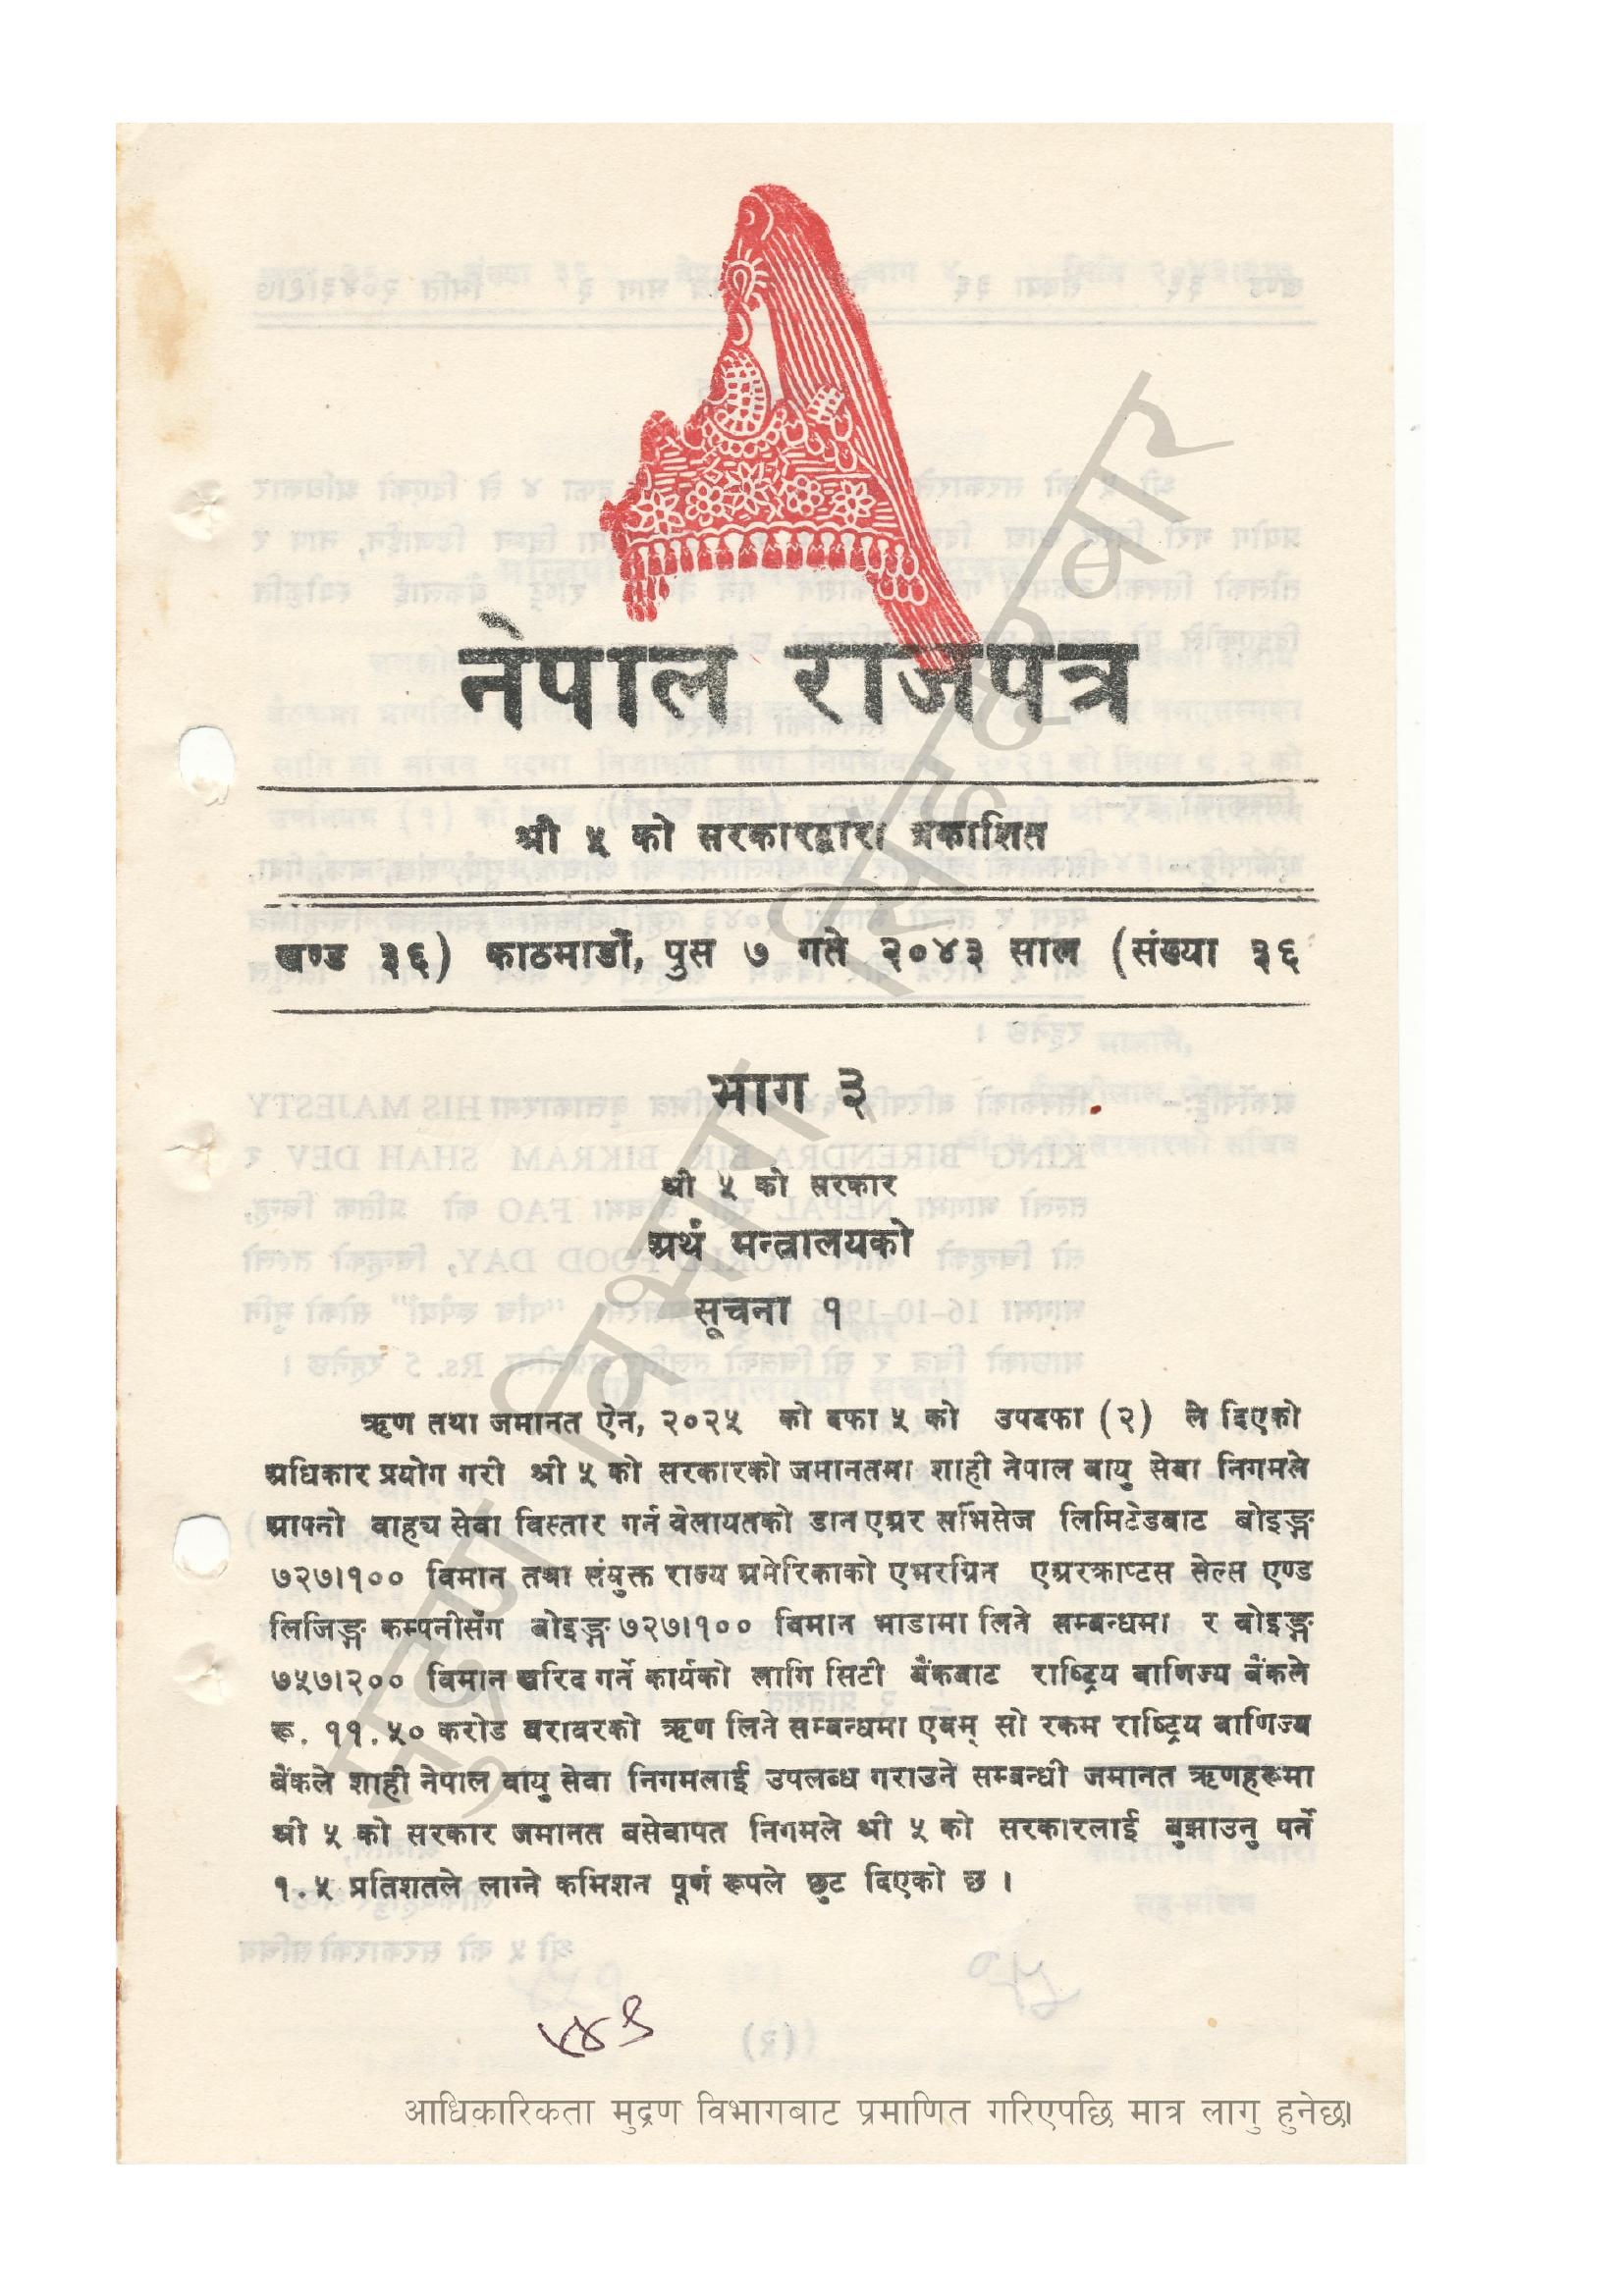 नेपाल राजपत्र
श्री ५ को सरकारद्वारा प्रकाशित
खण्ड ३६) काठमाडौं, पुस ७ गते २०४३ साल (संख्या ३६
भाग ३
श्री ५ को सरकार
अर्थ मन्त्रालयको
सूचना १
ऋण तथा जमानत ऐन, २०२५ को दफा ५ को उपदफा (२) ले दिएको
अधिकार प्रयोग गरी श्री ५ को सरकारको जमानतमा शाही नेपाल वायु सेवा निगमले
आफ्नो वाह्य सेवा विस्तार गर्न वेलायतको डान एअर सर्भिसेज लिमिटेडबाट बोइङ्ग
७२७।१०० विमान तथा संयुक्त राज्य अमेरिकाको एभरग्रिन एअरक्राफ्टस सेल्स एण्ड
लिजिङ्ग कम्पनीसँग बोइङ्ग ७२७।१०० विमान भाडामा लिने सम्बन्धमा र बोइङ्ग
७५७।२०० विमान खरिद गर्ने कार्यको लागि सिटी बैंकबाट राष्ट्रिय वाणिज्य बैंकले
रू. ११.५० करोड बरावरको ऋण लिने सम्बन्धमा एवम् सो रकम राष्ट्रिय वाणिज्य
बैंकले शाही नेपाल वायु सेवा निगमलाई उपलब्ध गराउने सम्बन्धी जमानत ऋणहरूमा
श्री ५ को सरकार जमानत बसेबापत निगमले श्री ५ को सरकारलाई बुझाउनु पर्ने
१.५ प्रतिशतले लाग्ने कमिशन पूर्ण रूपले छुट दिएको छ ।
आधिकारिकता मुद्रण विभागबाट प्रमाणित गरिएपछि मात्र लागु हुनेछ।
मुद्रण विभाग, सिंहदरबार